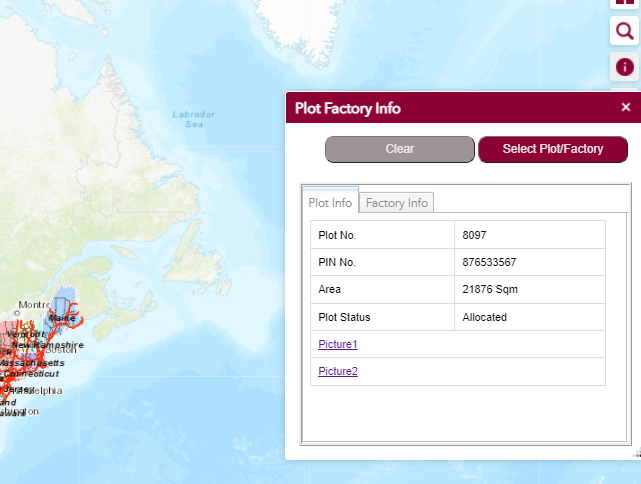 Labrador
Sea
Plot Factory Info
×
Clear
Select Plot/Factory
Plot Info
Factory Info
Plot No. 8097
PIN No. 876533567
Area 21876 Sqm
Plot Status Allocated
Picture1
Picture2
Montre
Maine
Vermont
New Hampshire
Boston
Massachusetts
Connecticut
Jersey
adelphia
and
hington
aware